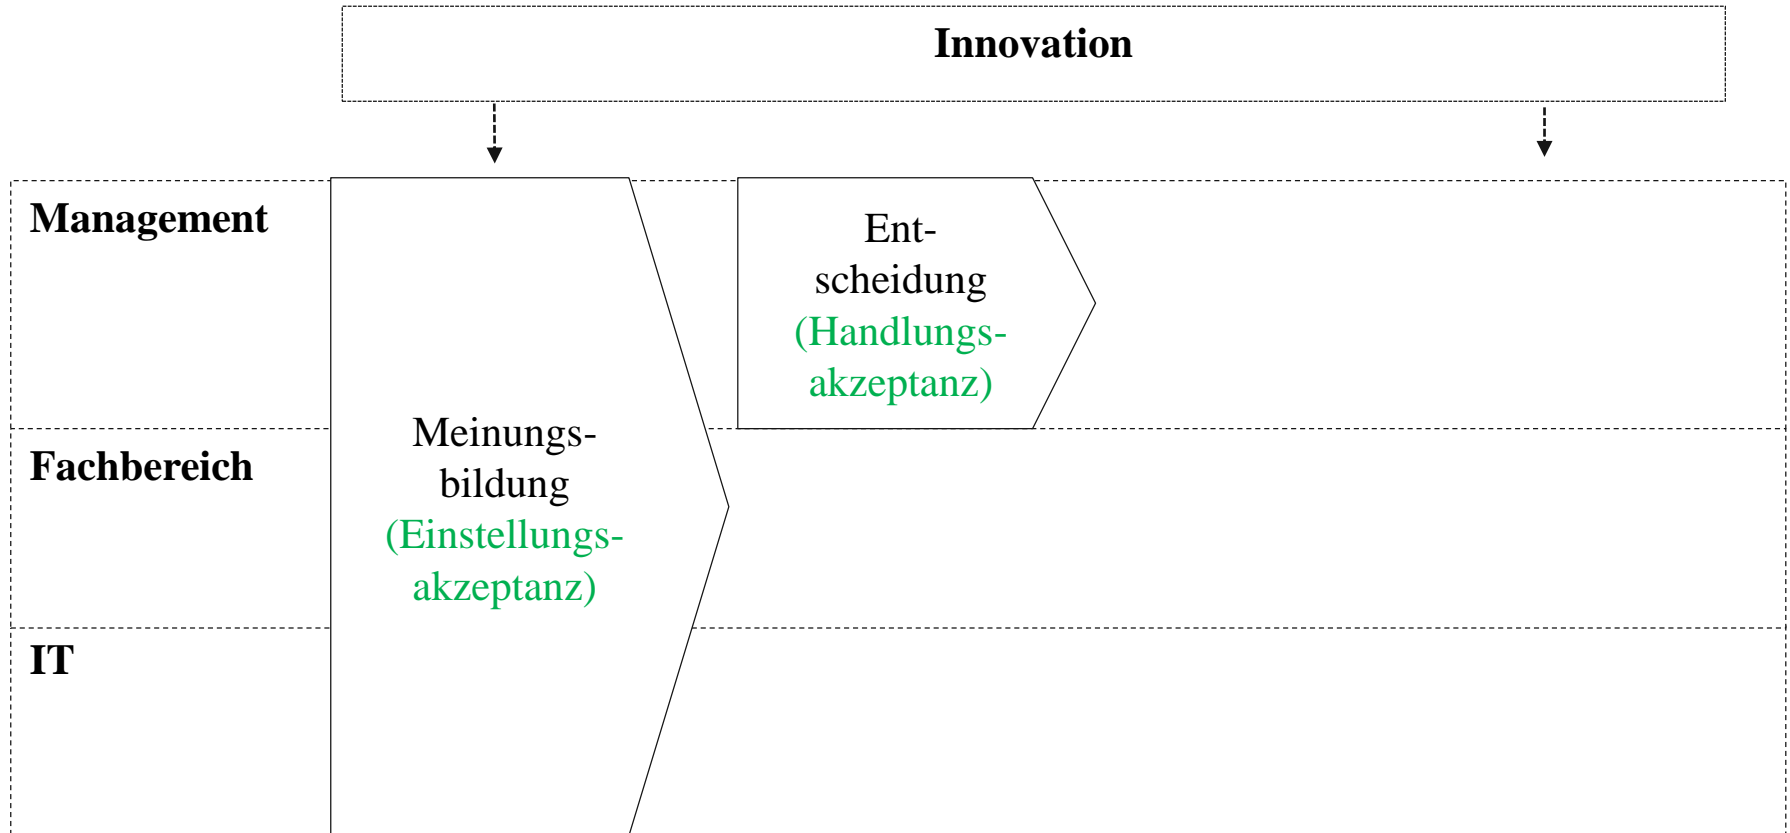 Innovation
Management
Ent-
scheidung
(Handlungs-
akzeptanz)
Meinungs-
bildung
(Einstellungs-
akzeptanz)
Fachbereich
IT